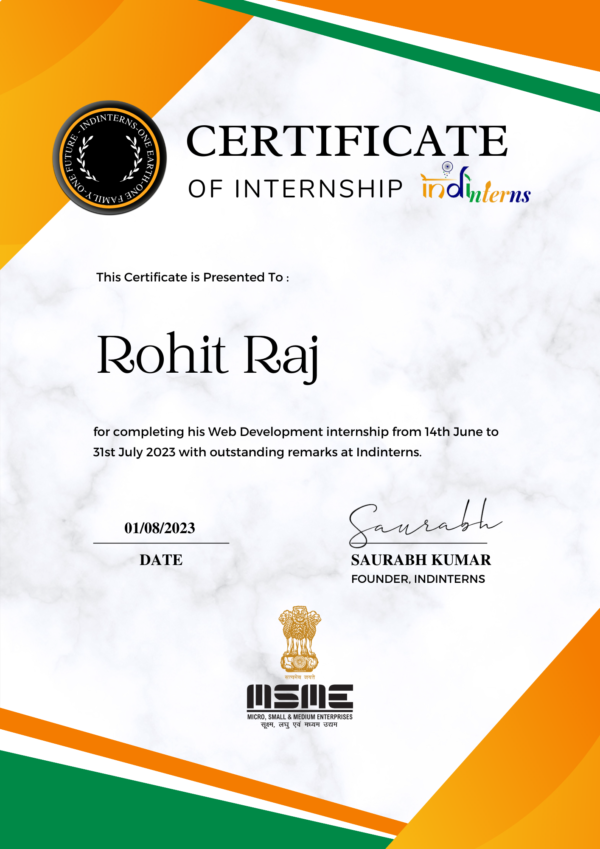 INDINTERNS-ONE EARTH-ONE FAMILY-ONE FUTURE -
CERTIFICATE
OF INTERNSHIP
indinterns
This Certificate is Presented To :
Rohit Raj
for completing his Web Development internship from 14th June to
31st July 2023 with outstanding remarks at Indinterns.
01/08/2023
DATE
Saurabh
SAURABH KUMAR
FOUNDER, INDINTERNS
सत्यमेव जयते
MSME
MICRO, SMALL & MEDIUM ENTERPRISES
सूक्ष्म, लघु एवं मध्यम उद्यम